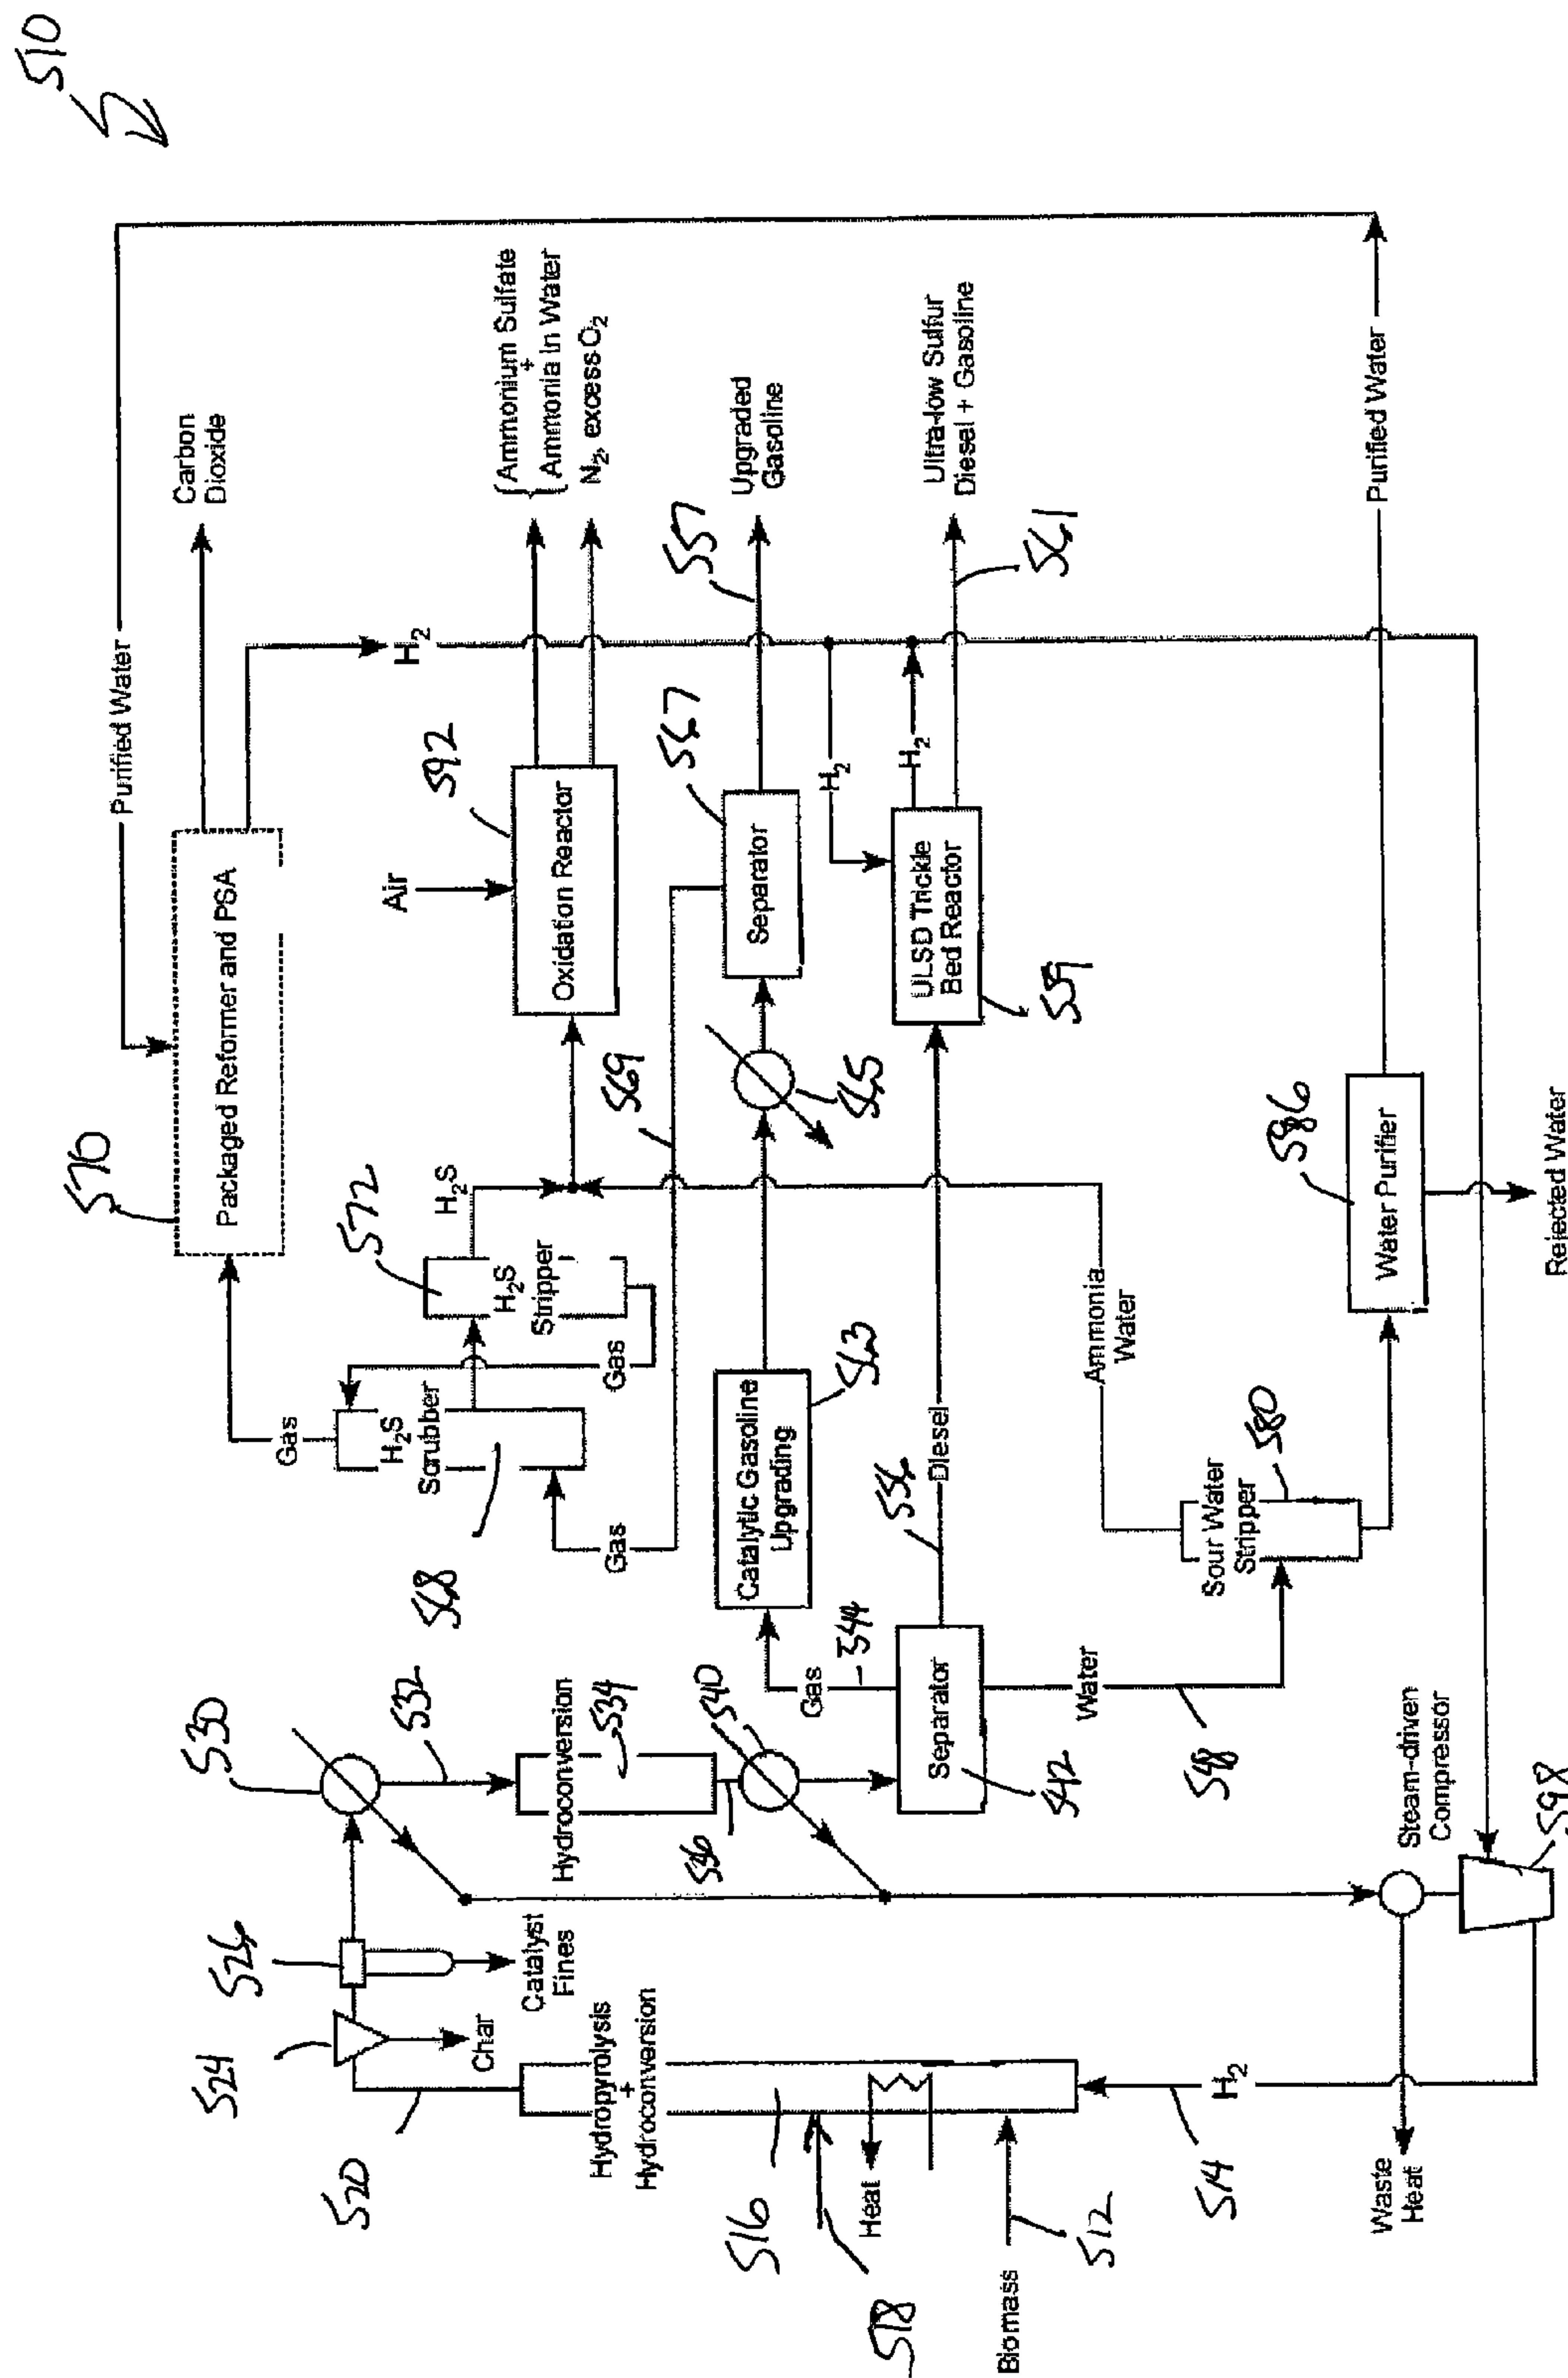 510
Purified Water
570
Packaged Reformer and PSA
Carbon
Dioxide
Gas
H2S
Scrubber
568
Gas
Gas
572
H2S
Stripper
H2S
Air
592
Oxidation Reactor
H2
Ammonium Sulfate
+
Ammonia in Water
N2, excess O2
530
532
Hydroconversion
534
536
540
524
526
Char
Catalyst
Fines
520
Hydropyrolysis
+
Hydroconversion
516
518
Heat
Biomass
512
514
H2
Waste
Heat
Gas
544
Separator
542
Catalytic Gasoline
Upgrading
563
565
569
567
Separator
557
Upgraded
Gasoline
556
Diesel
ULSD Trickle
Bed Reactor
559
H2
H2
561
Ultra-low Sulfur
Diesel + Gasoline
Water
548
Sour Water
Stripper
580
Ammonia
Water
586
Water Purifier
Rejected Water
Purified Water
Steam-driven
Compressor
598